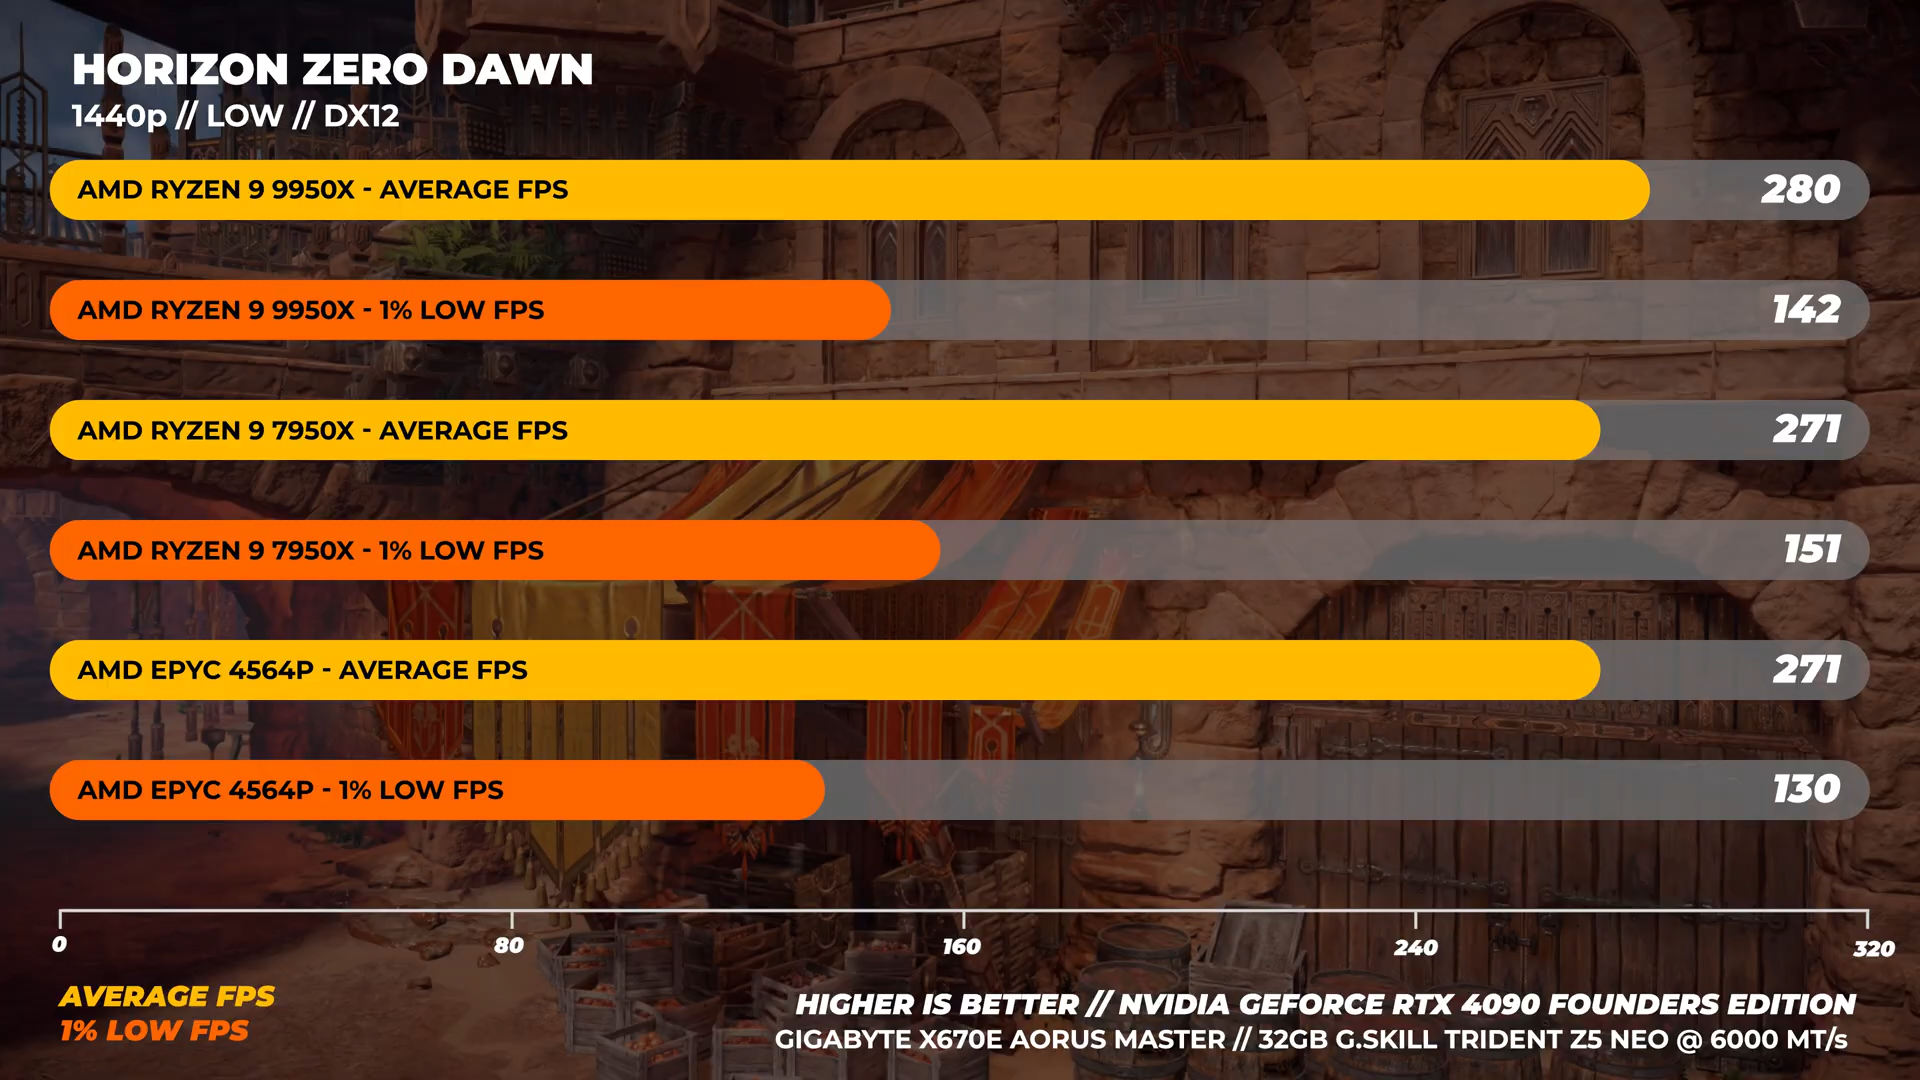 HORIZON ZERO DAWN
1440p // LOW // DX12
AMD RYZEN 9 9950X - AVERAGE FPS 280
AMD RYZEN 9 9950X - 1% LOW FPS 142
AMD RYZEN 9 7950X - AVERAGE FPS 271
AMD RYZEN 9 7950X - 1% LOW FPS 151
AMD EPYC 4564P - AVERAGE FPS 271
AMD EPYC 4564P - 1% LOW FPS 130
0 80 160 240 320
AVERAGE FPS
1% LOW FPS
HIGHER IS BETTER // NVIDIA GEFORCE RTX 4090 FOUNDERS EDITION
GIGABYTE X670E AORUS MASTER // 32GB G.SKILL TRIDENT Z5 NEO @ 6000 MT/s